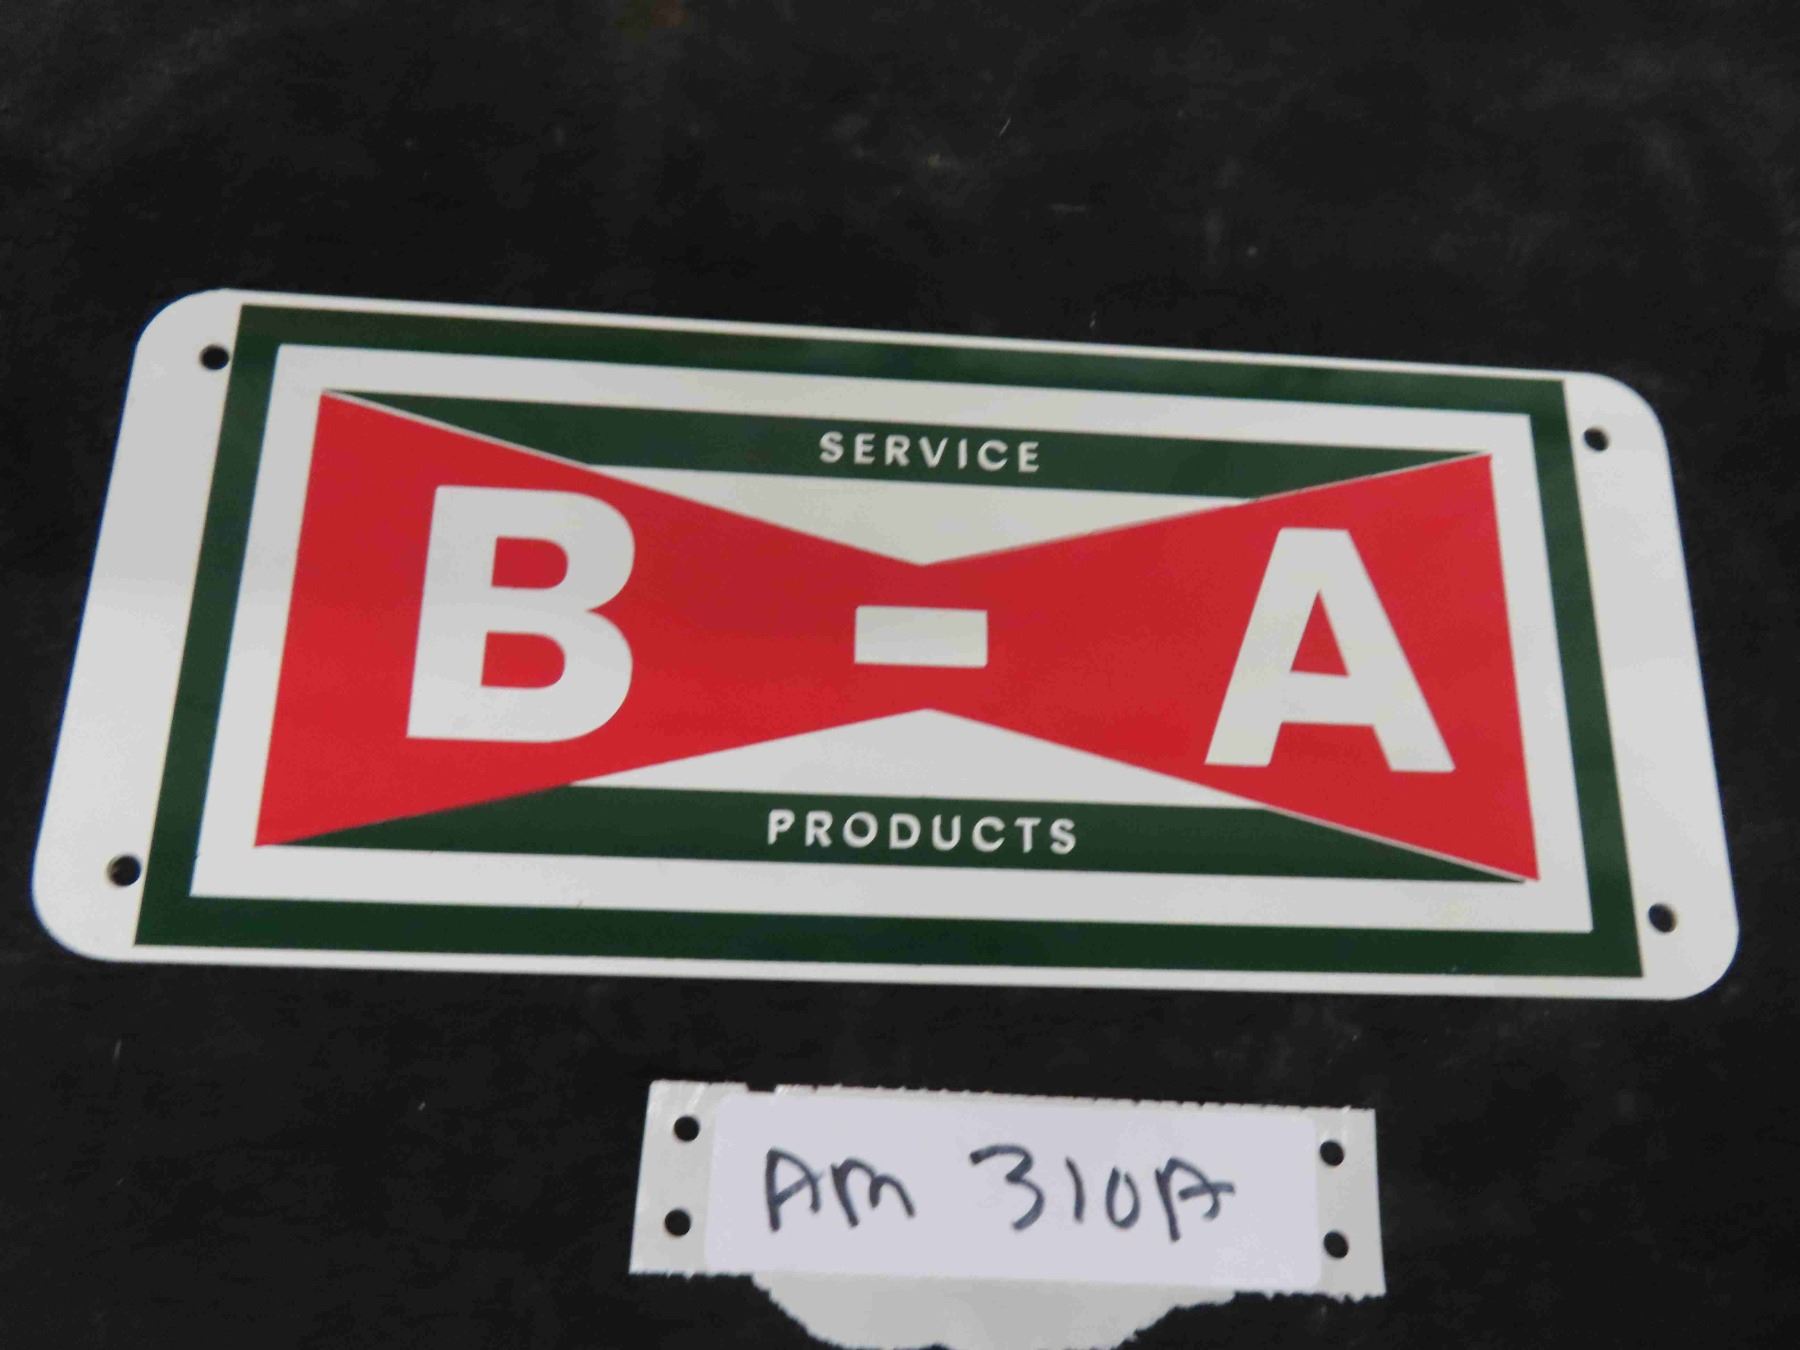 SERVICE
B-A
PRODUCTS
AM 310A